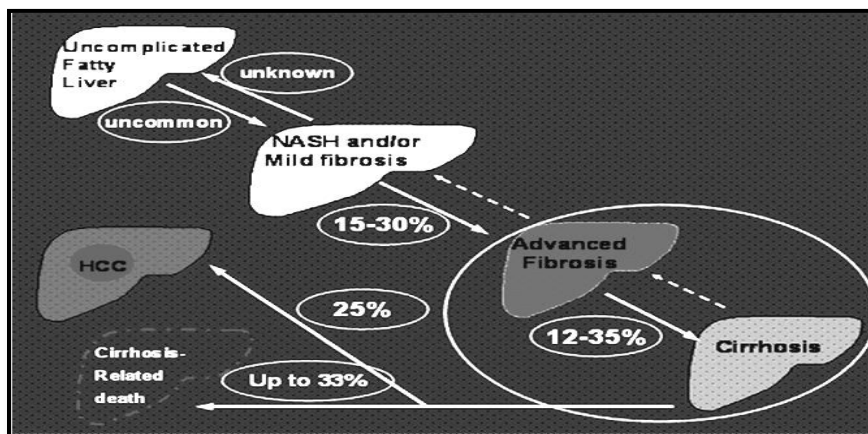 Uncomplicated
Fatty
Liver
unknown
uncommon
NASH and/or
Mild fibrosis
15-30%
Advanced
Fibrosis
HCC
25%
12-35%
Cirrhosis
Cirrhosis-
Related
death
Up to 33%